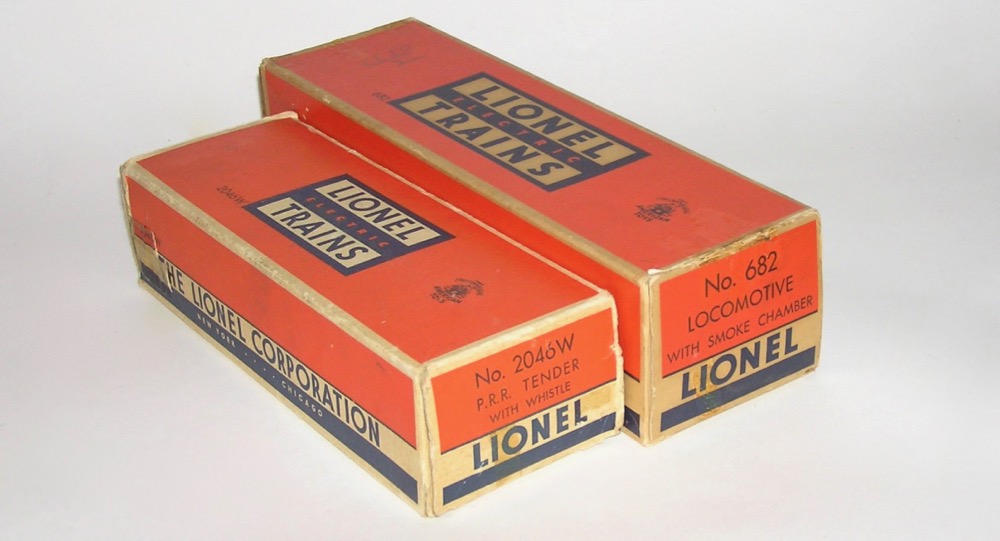 682
LIONEL
ELECTRIC
TRAINS
No. 682
LOCOMOTIVE
WITH SMOKE CHAMBER
LIONEL
2046W
LIONEL
ELECTRIC
TRAINS
THE LIONEL CORPORATION
NEW YORK · · · · CHICAGO
No. 2046W
P.R.R. TENDER
WITH WHISTLE
LIONEL